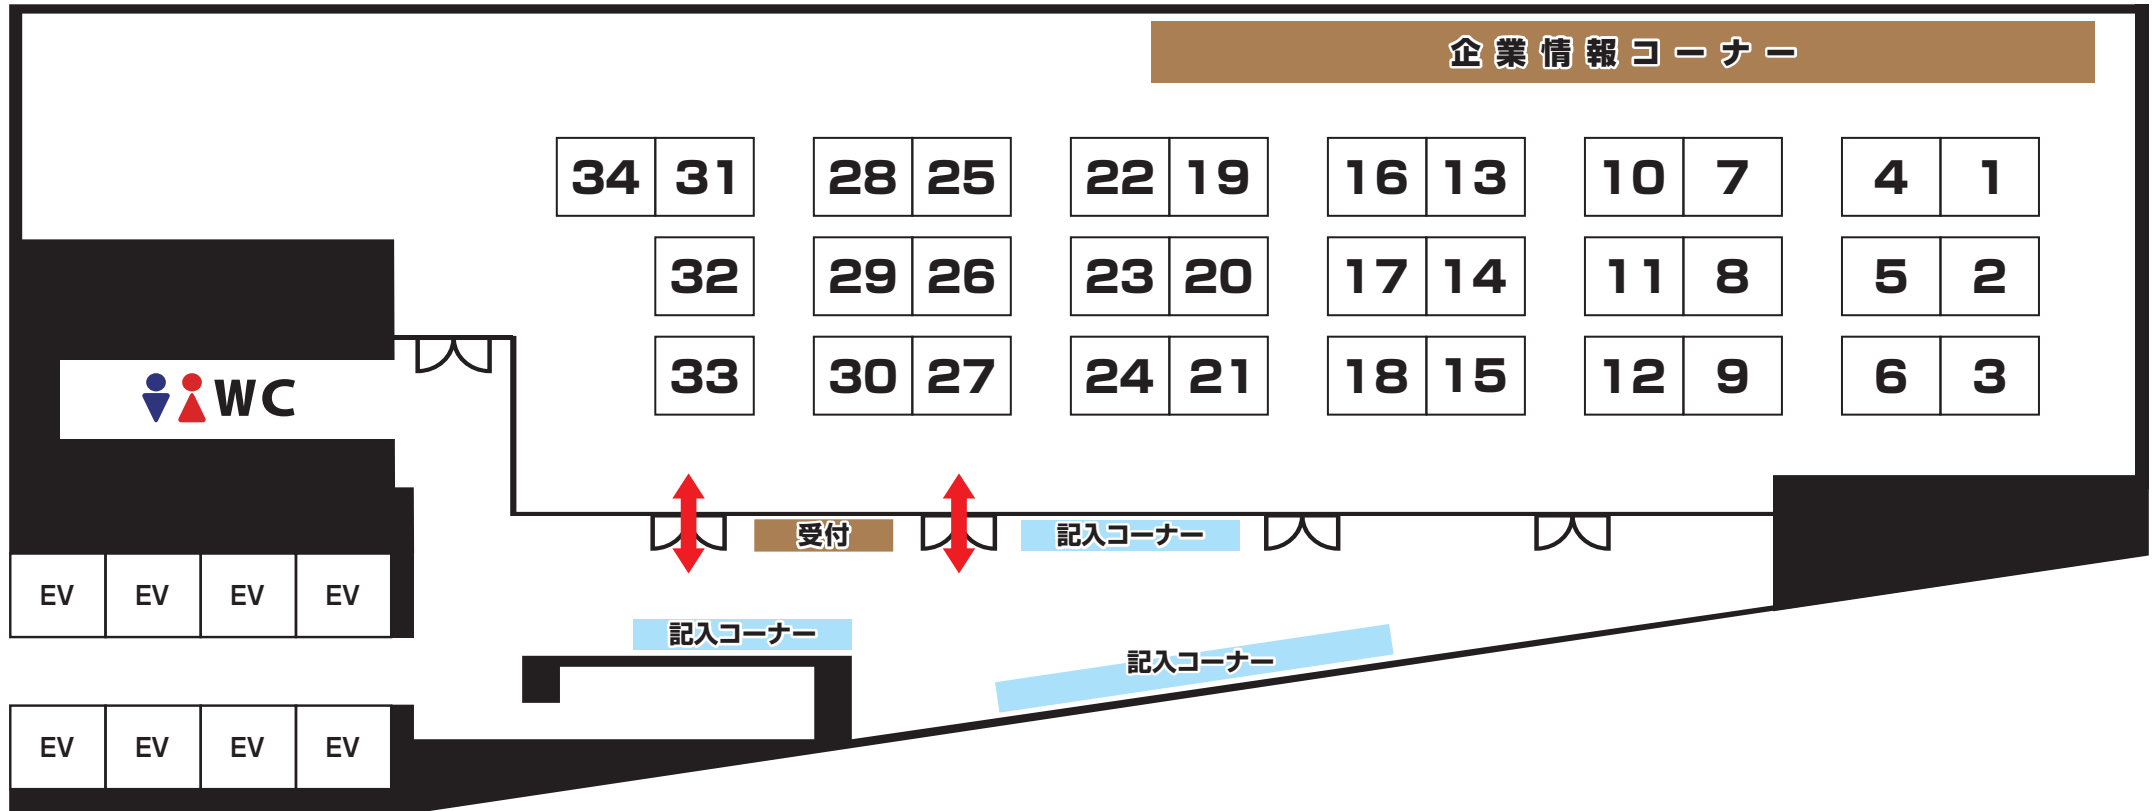 企業情報コーナー
34 31 28 25 22 19 16 13 10 7 4 1
32 29 26 23 20 17 14 11 8 5 2
33 30 27 24 21 18 15 12 9 6 3
WC
受付 記入コーナー
EV EV EV EV
記入コーナー
記入コーナー
EV EV EV EV